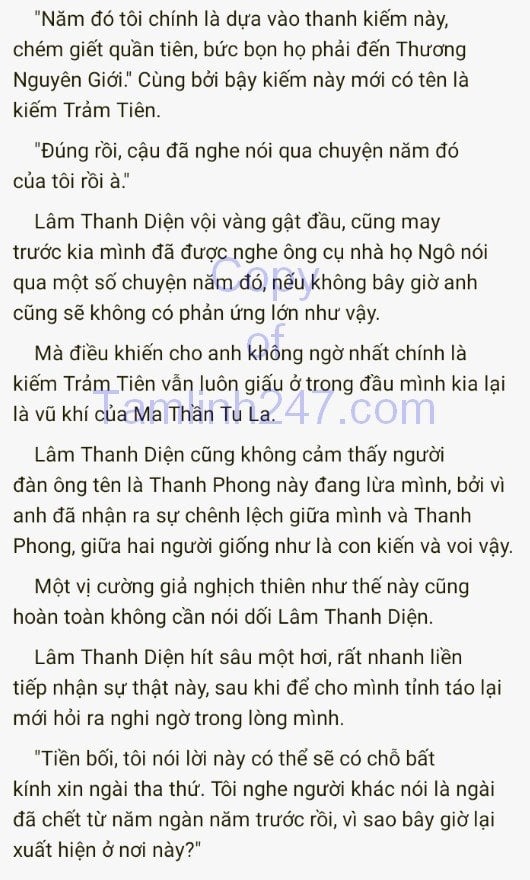 "Năm đó tôi chính là dựa vào thanh kiếm này,
chém giết quần tiên, bức bọn họ phải đến Thương
Nguyên Giới." Cùng bởi bậy kiếm này mới có tên là
kiếm Trảm Tiên.
"Đúng rồi, cậu đã nghe nói qua chuyện năm đó
của tôi rồi à."
Lâm Thanh Diện vội vàng gật đầu, cũng may
trước kia mình đã được nghe ông cụ nhà họ Ngô nói
qua một số chuyện năm đó, nếu không bây giờ anh
cũng sẽ không có phản ứng lớn như vậy.
Mà điều khiến cho anh không ngờ nhất chính là
kiếm Trảm Tiên vẫn luôn giấu ở trong đầu mình kia lại
là vũ khí của Ma Thần Tu La.
Lâm Thanh Diện cũng không cảm thấy người
đàn ông tên là Thanh Phong này đang lừa mình, bởi vì
anh đã nhận ra sự chênh lệch giữa mình và Thanh
Phong, giữa hai người giống như là con kiến và voi vậy.
Một vị cường giả nghịch thiên như thế này cũng
hoàn toàn không cần nói dối Lâm Thanh Diện.
Lâm Thanh Diện hít sâu một hơi, rất nhanh liền
tiếp nhận sự thật này, sau khi để cho mình tỉnh táo lại
mới hỏi ra nghi ngờ trong lòng mình.
"Tiền bối, tôi nói lời này có thể sẽ có chỗ bất
kính xin ngài tha thứ. Tôi nghe người khác nói là ngài
đã chết từ năm ngàn năm trước rồi, vì sao bây giờ lại
xuất hiện ở nơi này?"
Copy
of
Tamlinh247.com